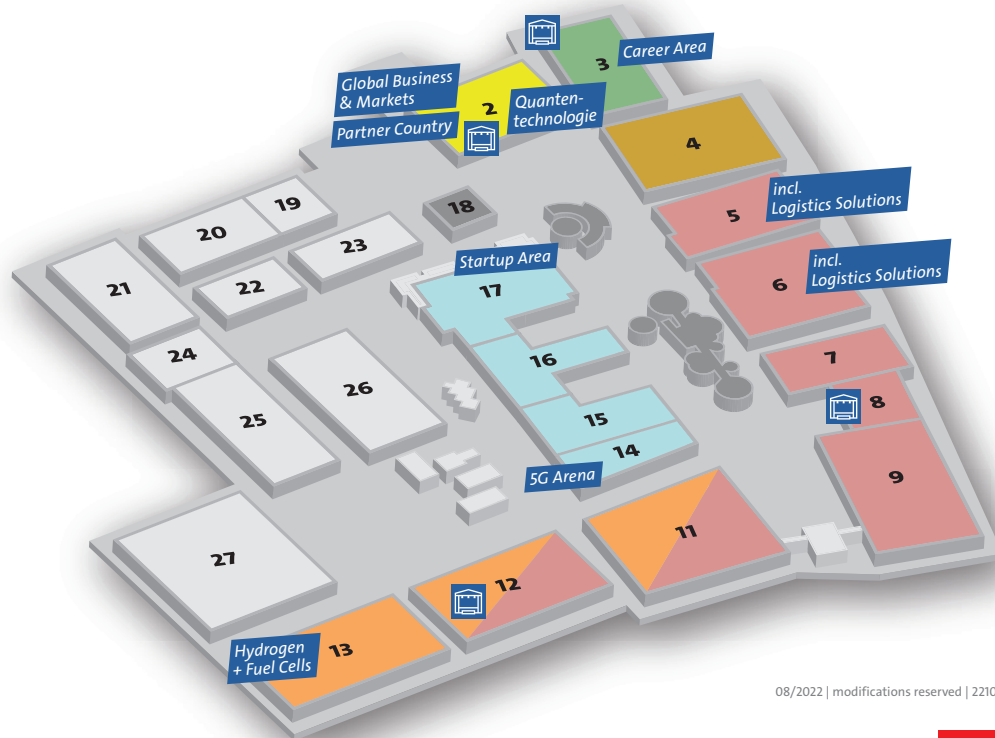 3
Career Area
Global Business
& Markets
2
Quanten-
technologie
Partner Country
4
incl.
Logistics Solutions
5
19
18
20
23
incl.
Logistics Solutions
6
Startup Area
17
21
22
24
16
7
26
8
25
15
14
5G Arena
9
11
27
12
13
Hydrogen
+ Fuel Cells
08/2022 | modifications reserved | 2210